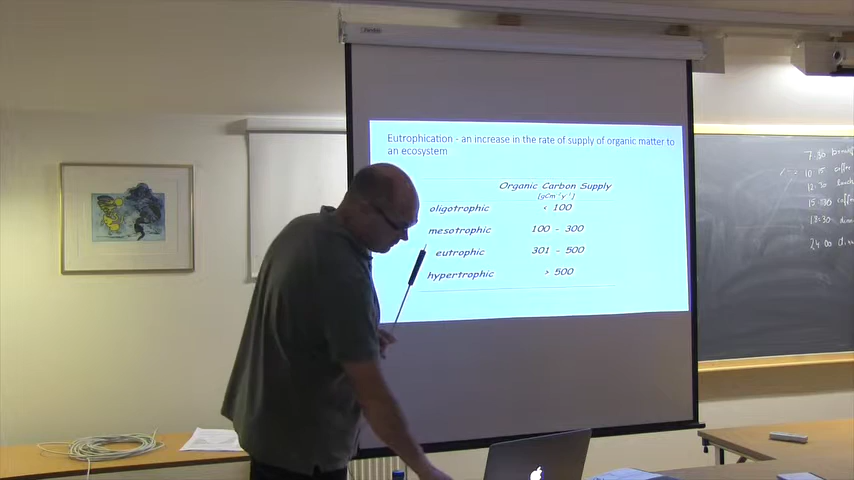 Eutrophication - an increase in the rate of supply of organic matter to
an ecosystem
Organic Carbon Supply
[gCm⁻²y⁻¹]
oligotrophic < 100
mesotrophic 100 - 300
eutrophic 301 - 500
hypertrophic > 500
7:30
10:15
12:30
18:30
24:00